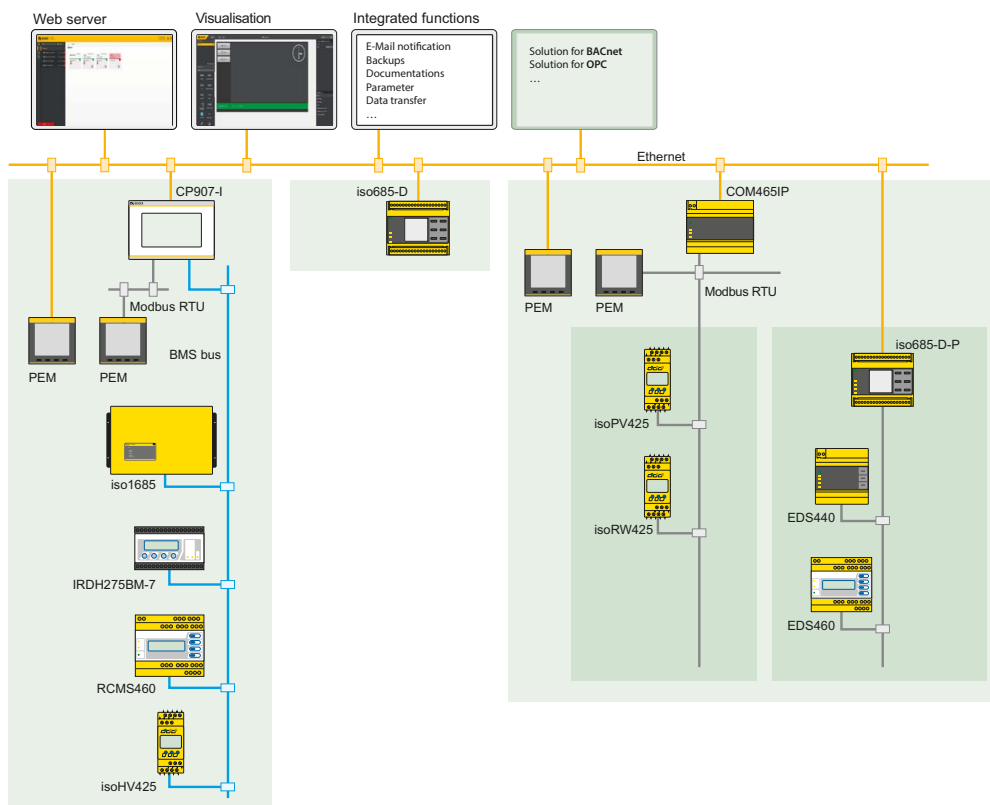 Web server
Visualisation
Integrated functions
E-Mail notification
Backups
Documentations
Parameter
Data transfer
...
Solution for BACnet
Solution for OPC
...
Ethernet
CP907-I
iso685-D
COM465IP
Modbus RTU
PEM
PEM
BMS bus
iso1685
IRDH275BM-7
RCMS460
isoHV425
PEM
PEM
Modbus RTU
isoPV425
isoRW425
iso685-D-P
EDS440
EDS460